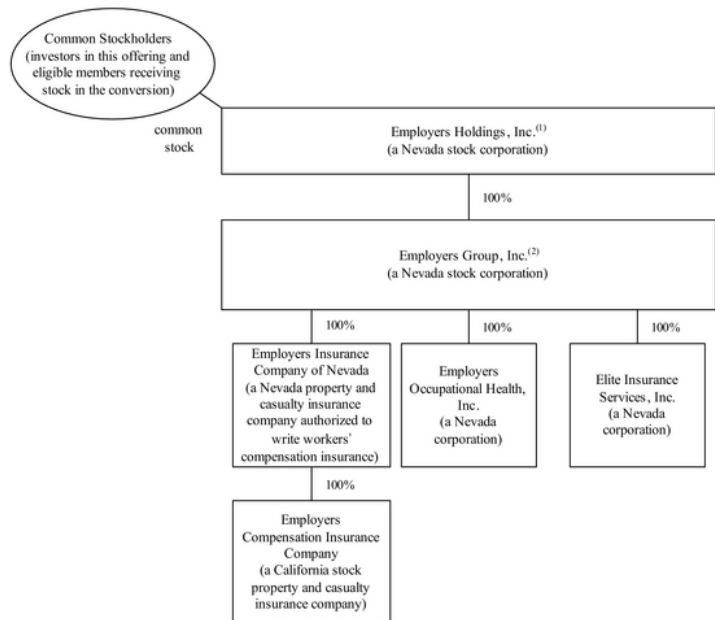 Common Stockholders
(investors in this offering and
eligible members receiving
stock in the conversion)
common
stock
Employers Holdings, Inc.(1)
(a Nevada stock corporation)
100%
Employers Group, Inc.(2)
(a Nevada stock corporation)
100%
100%
100%
Employers Insurance
Company of Nevada
(a Nevada property and
casualty insurance
company authorized to
write workers'
compensation insurance)
Employers
Occupational Health,
Inc.
(a Nevada
corporation)
Elite Insurance
Services, Inc.
(a Nevada
corporation)
100%
Employers
Compensation Insurance
Company
(a California stock
property and casualty
insurance company)